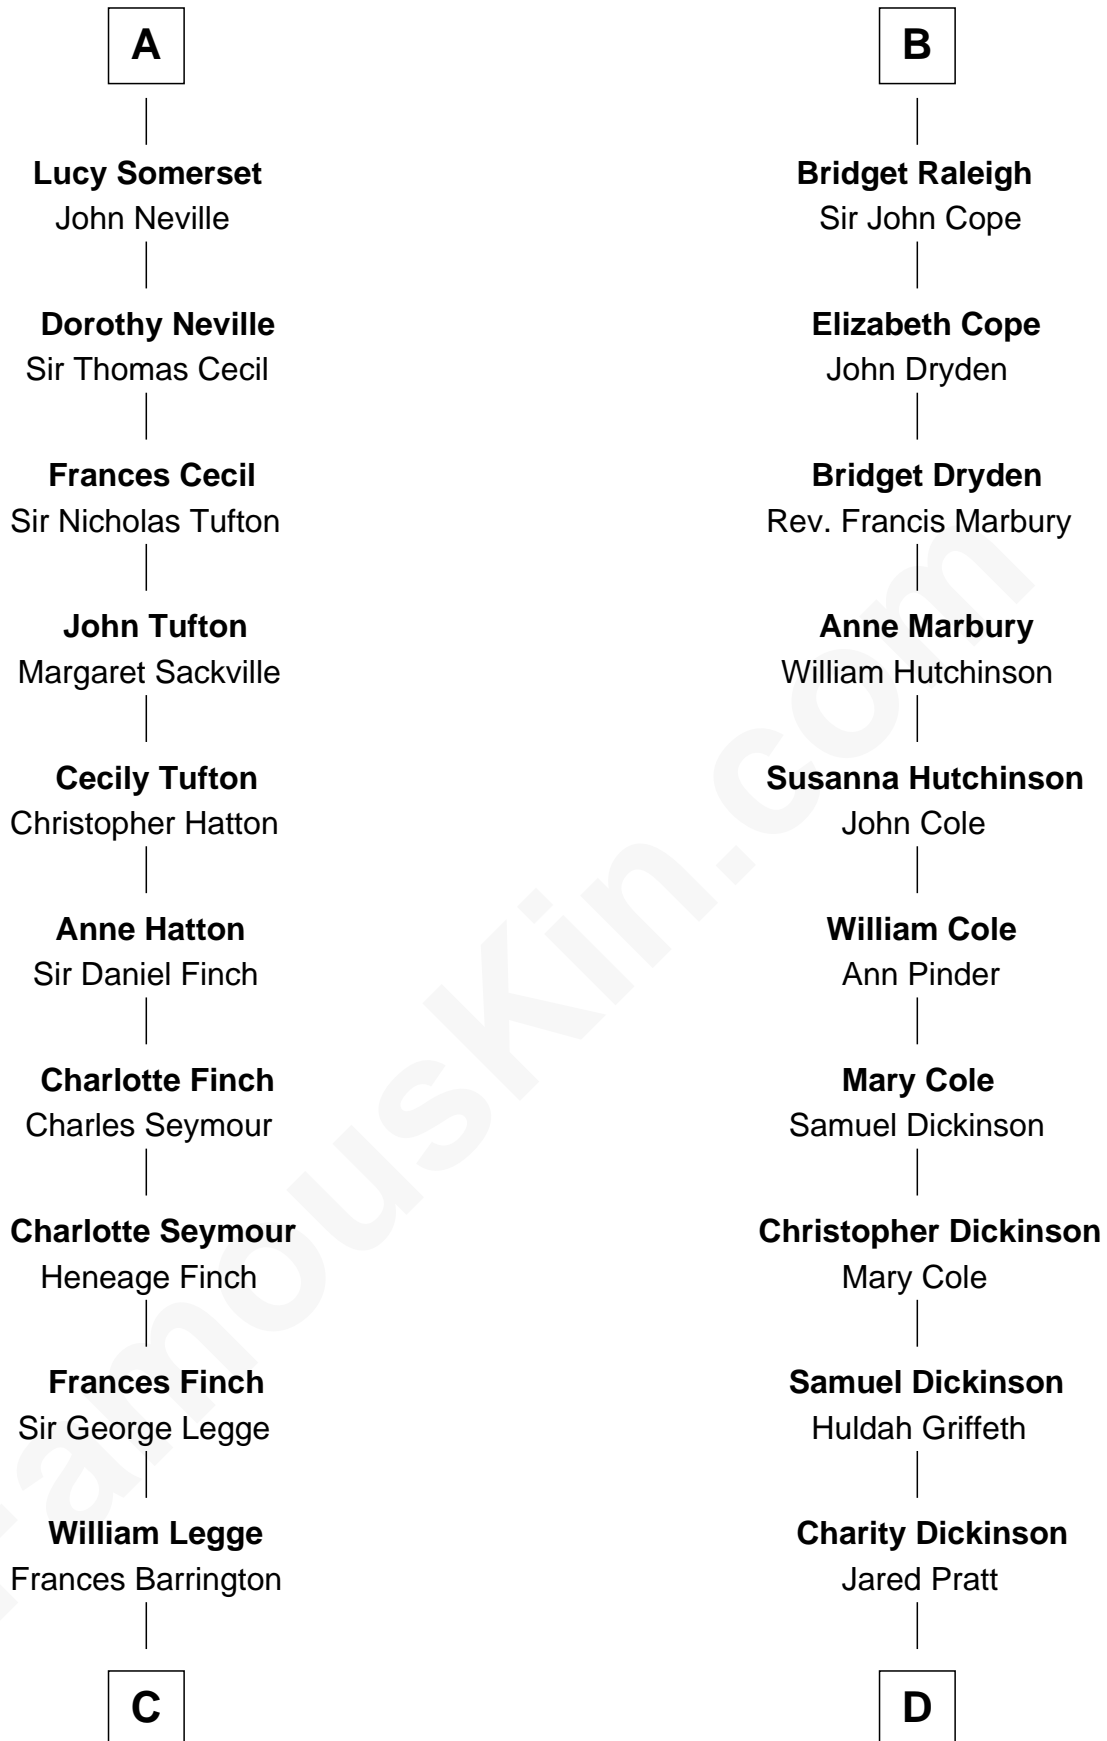 A
Lucy Somerset
John Neville
Dorothy Neville
Sir Thomas Cecil
Frances Cecil
Sir Nicholas Tufton
John Tufton
Margaret Sackville
Cecily Tufton
Christopher Hatton
Anne Hatton
Sir Daniel Finch
Charlotte Finch
Charles Seymour
Charlotte Seymour
Heneage Finch
Frances Finch
Sir George Legge
William Legge
Frances Barrington
C
B
Bridget Raleigh
Sir John Cope
Elizabeth Cope
John Dryden
Bridget Dryden
Rev. Francis Marbury
Anne Marbury
William Hutchinson
Susanna Hutchinson
John Cole
William Cole
Ann Pinder
Mary Cole
Samuel Dickinson
Christopher Dickinson
Mary Cole
Samuel Dickinson
Huldah Griffeth
Charity Dickinson
Jared Pratt
D
FamousKin.com